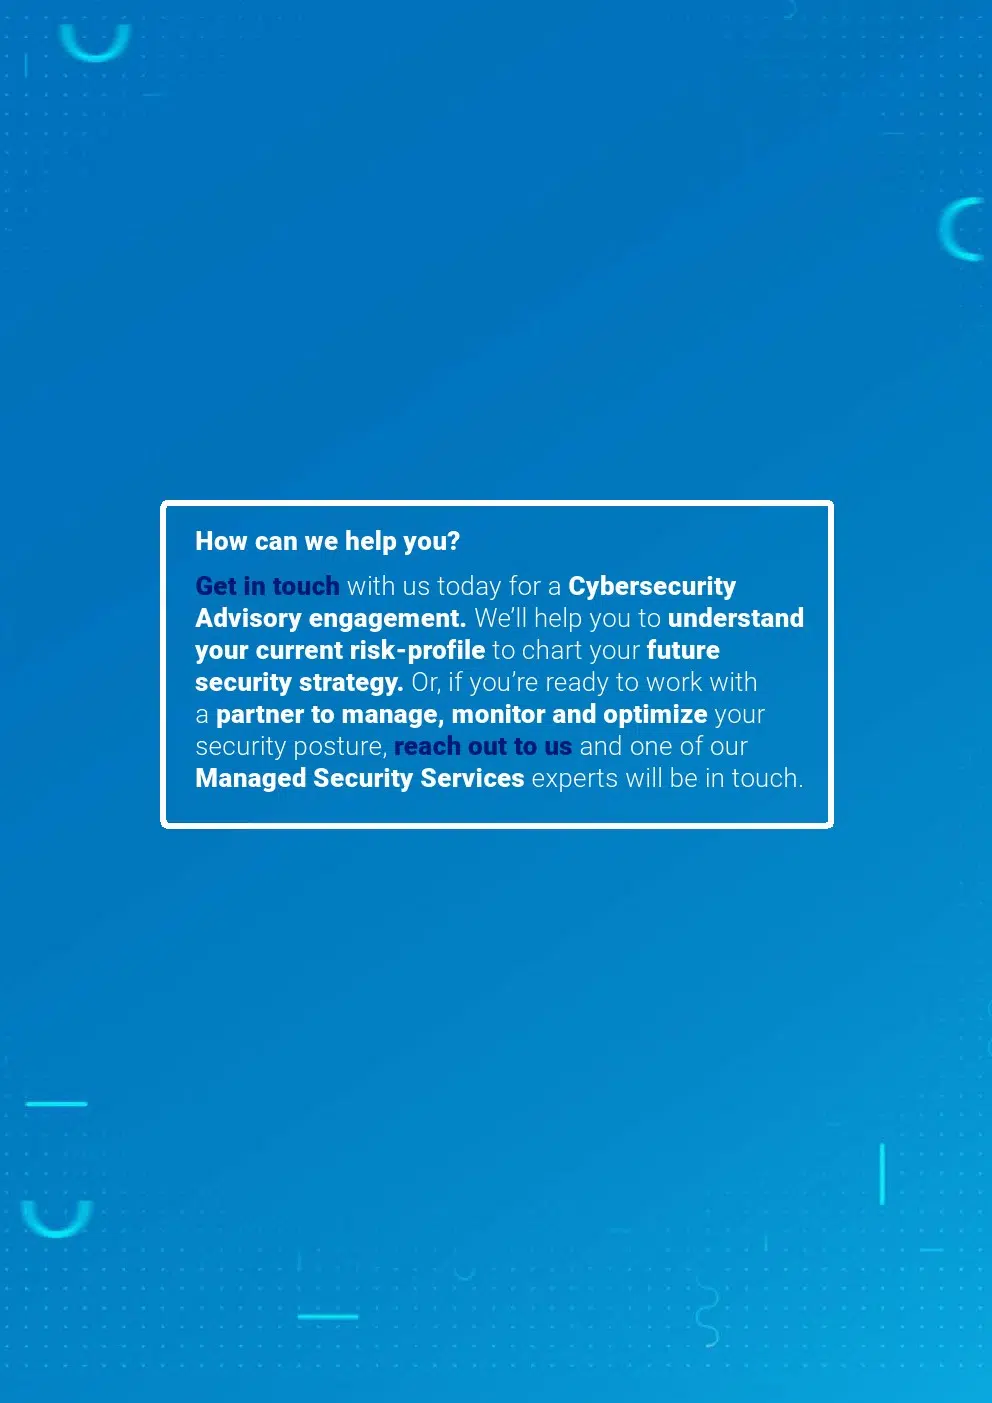 How can we help you?
Get in touch with us today for a Cybersecurity
Advisory engagement. We’ll help you to understand
your current risk-profile to chart your future
security strategy. Or, if you’re ready to work with
a partner to manage, monitor and optimize your
security posture, reach out to us and one of our
Managed Security Services experts will be in touch.